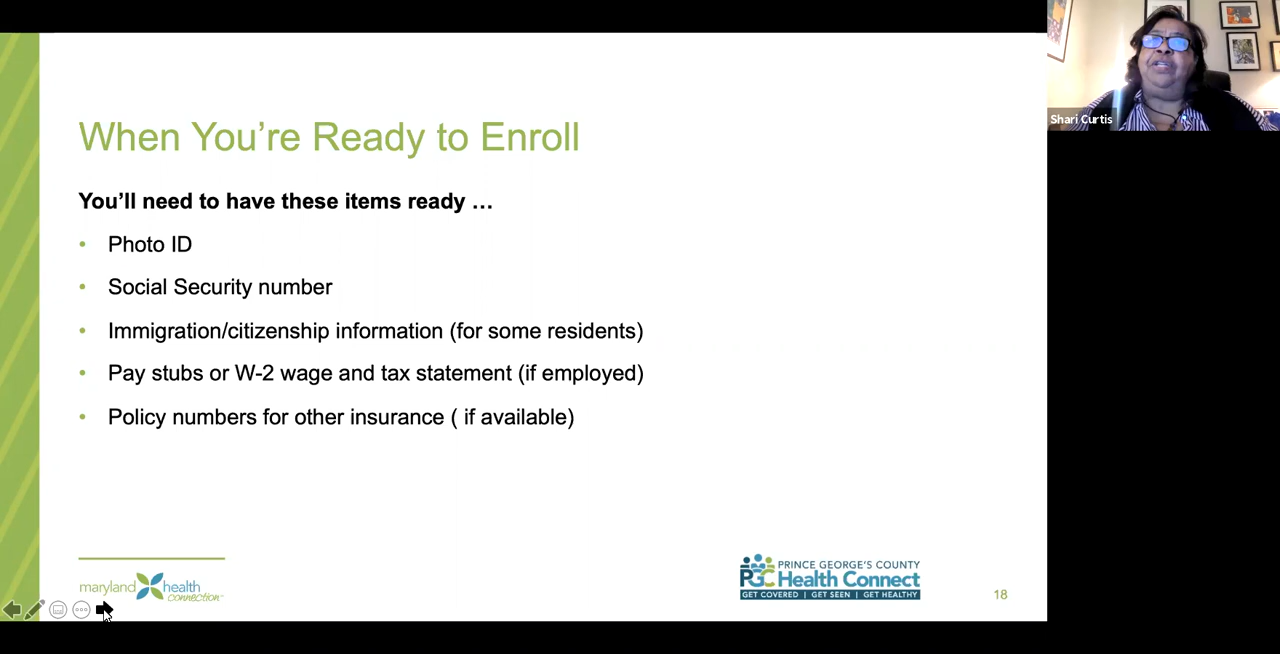 When You're Ready to Enroll
You'll need to have these items ready …
• Photo ID
• Social Security number
• Immigration/citizenship information (for some residents)
• Pay stubs or W-2 wage and tax statement (if employed)
• Policy numbers for other insurance ( if available)
maryland health
connection™
PRINCE GEORGE'S COUNTY
PGC Health Connect
GET COVERED | GET SEEN | GET HEALTHY
18
Shari Curtis